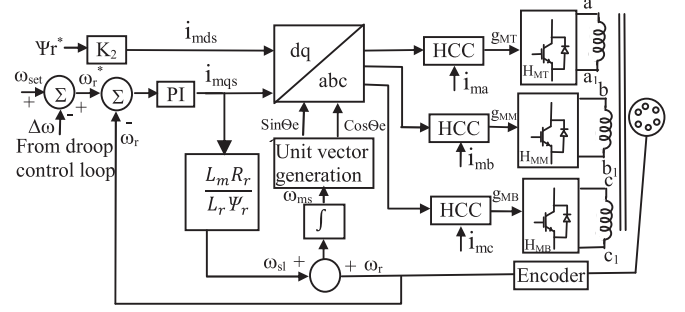 Ψr* K2 imds
ωset + Σ ωr* + Σ PI imqs
Δω -
From droop
control loop
- ωr
dq
abc
SinΘe CosΘe
Unit vector
generation
ωms
∫
LmRr
LrΨr
ωsl + + ωr
HCC gMT HMT a a1
ima
HCC gMM HMM b b1
imb
HCC gMB HMB c c1
imc
Encoder